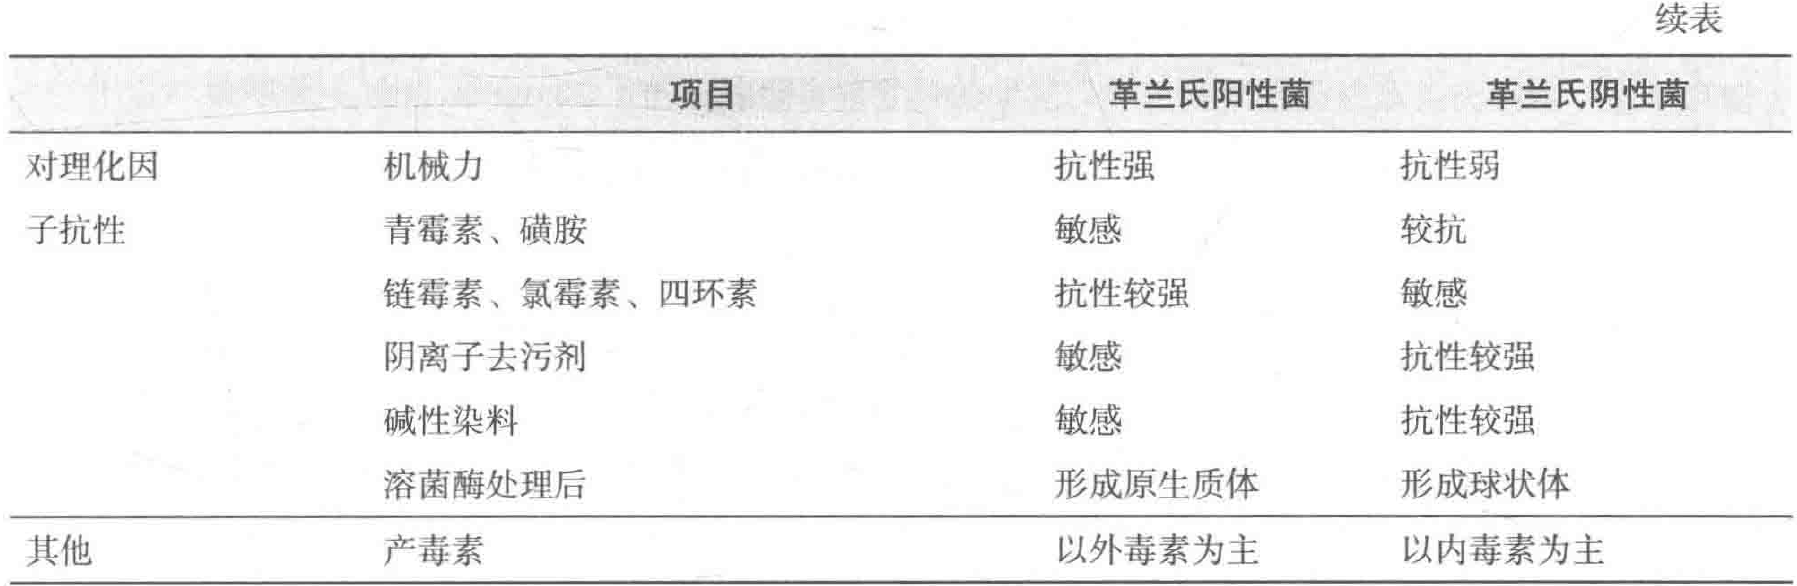 续表
项目 革兰氏阳性菌 革兰氏阴性菌
对理化因 机械力 抗性强 抗性弱
子抗性 青霉素、磺胺 敏感 较抗
链霉素、氯霉素、四环素 抗性较强 敏感
阴离子去污剂 敏感 抗性较强
碱性染料 敏感 抗性较强
溶菌酶处理后 形成原生质体 形成球状体
其他 产毒素 以外毒素为主 以内毒素为主